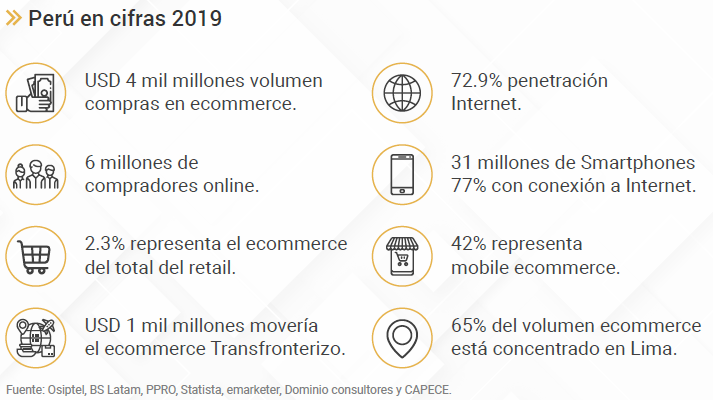 Perú en cifras 2019
USD 4 mil millones volumen
compras en ecommerce.
72.9% penetración
Internet.
6 millones de
compradores online.
31 millones de Smartphones
77% con conexión a Internet.
2.3% representa el ecommerce
del total del retail.
42% representa
mobile ecommerce.
USD 1 mil millones movería
el ecommerce Transfronterizo.
65% del volumen ecommerce
está concentrado en Lima.
Fuente: Osiptel, BS Latam, PPRO, Statista, emarketer, Dominio consultores y CAPECE.